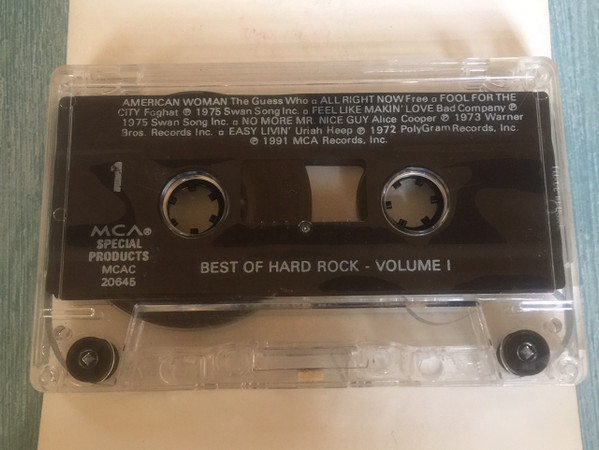 AMERICAN WOMAN The Guess Who ▫ ALL RIGHT NOW Free ▫ FOOL FOR THE
CITY Foghat ℗ 1975 Swan Song Inc. ▫ FEEL LIKE MAKIN' LOVE Bad Company ℗
1975 Swan Song Inc. ▫ NO MORE MR. NICE GUY Alice Cooper ℗ 1973 Warner
Bros. Records Inc. ▫ EASY LIVIN' Uriah Heep ℗ 1972 PolyGram Records, Inc.
℗ 1991 MCA Records, Inc.
1
MCA®
SPECIAL
PRODUCTS
MCAC
20645
BEST OF HARD ROCK - VOLUME I